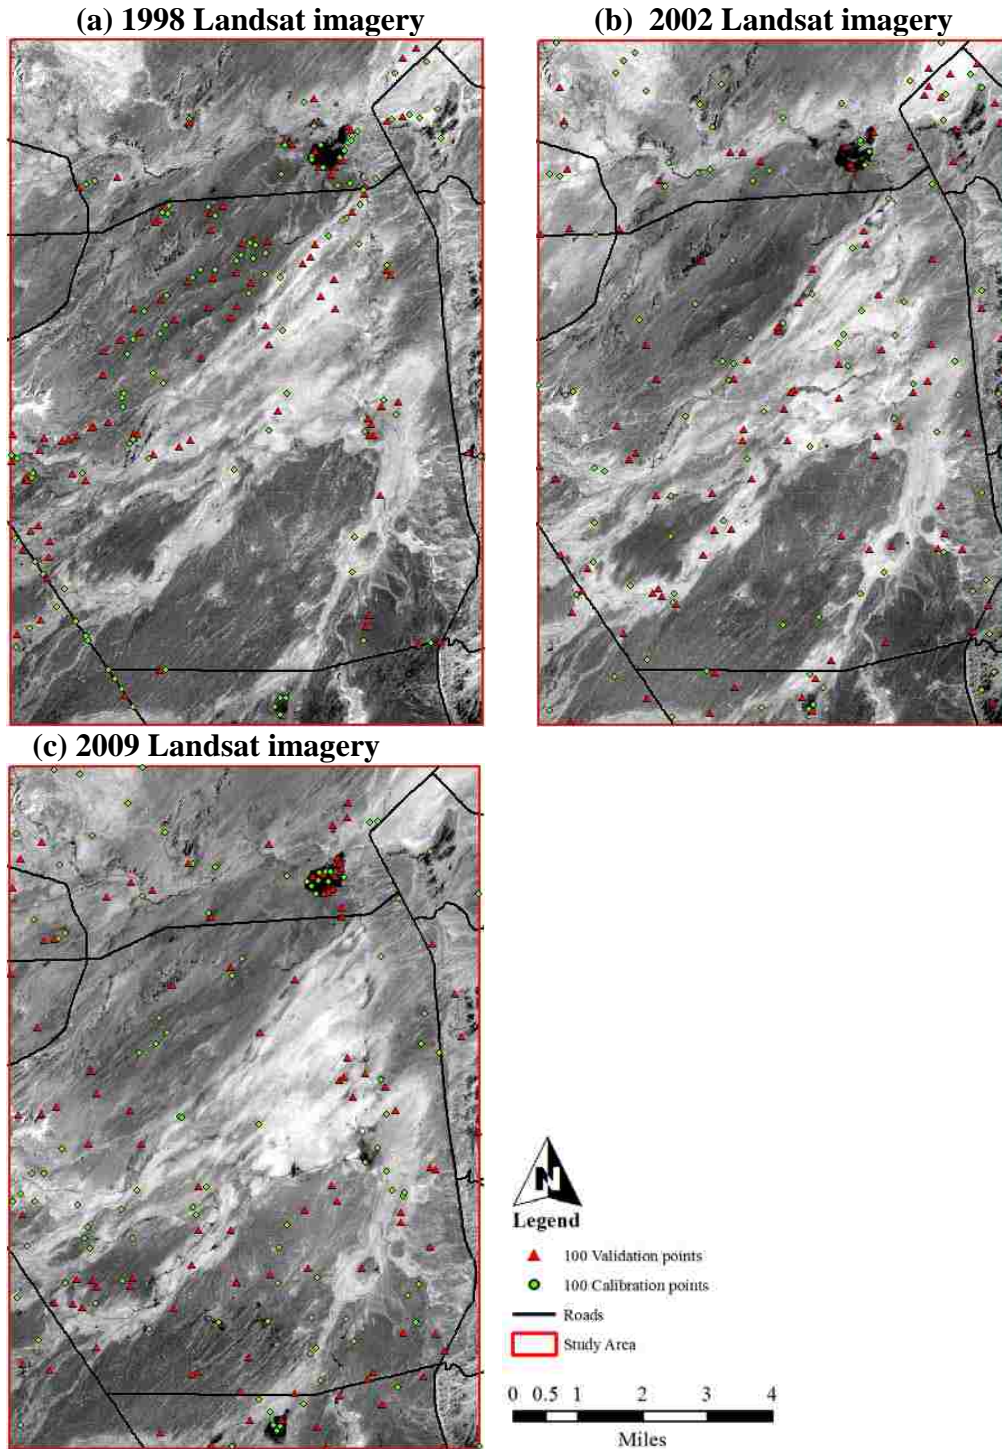 (a) 1998 Landsat imagery
(b) 2002 Landsat imagery
(c) 2009 Landsat imagery
N
Legend
100 Validation points
100 Calibration points
Roads
Study Area
0 0.5 1 2 3 4
Miles